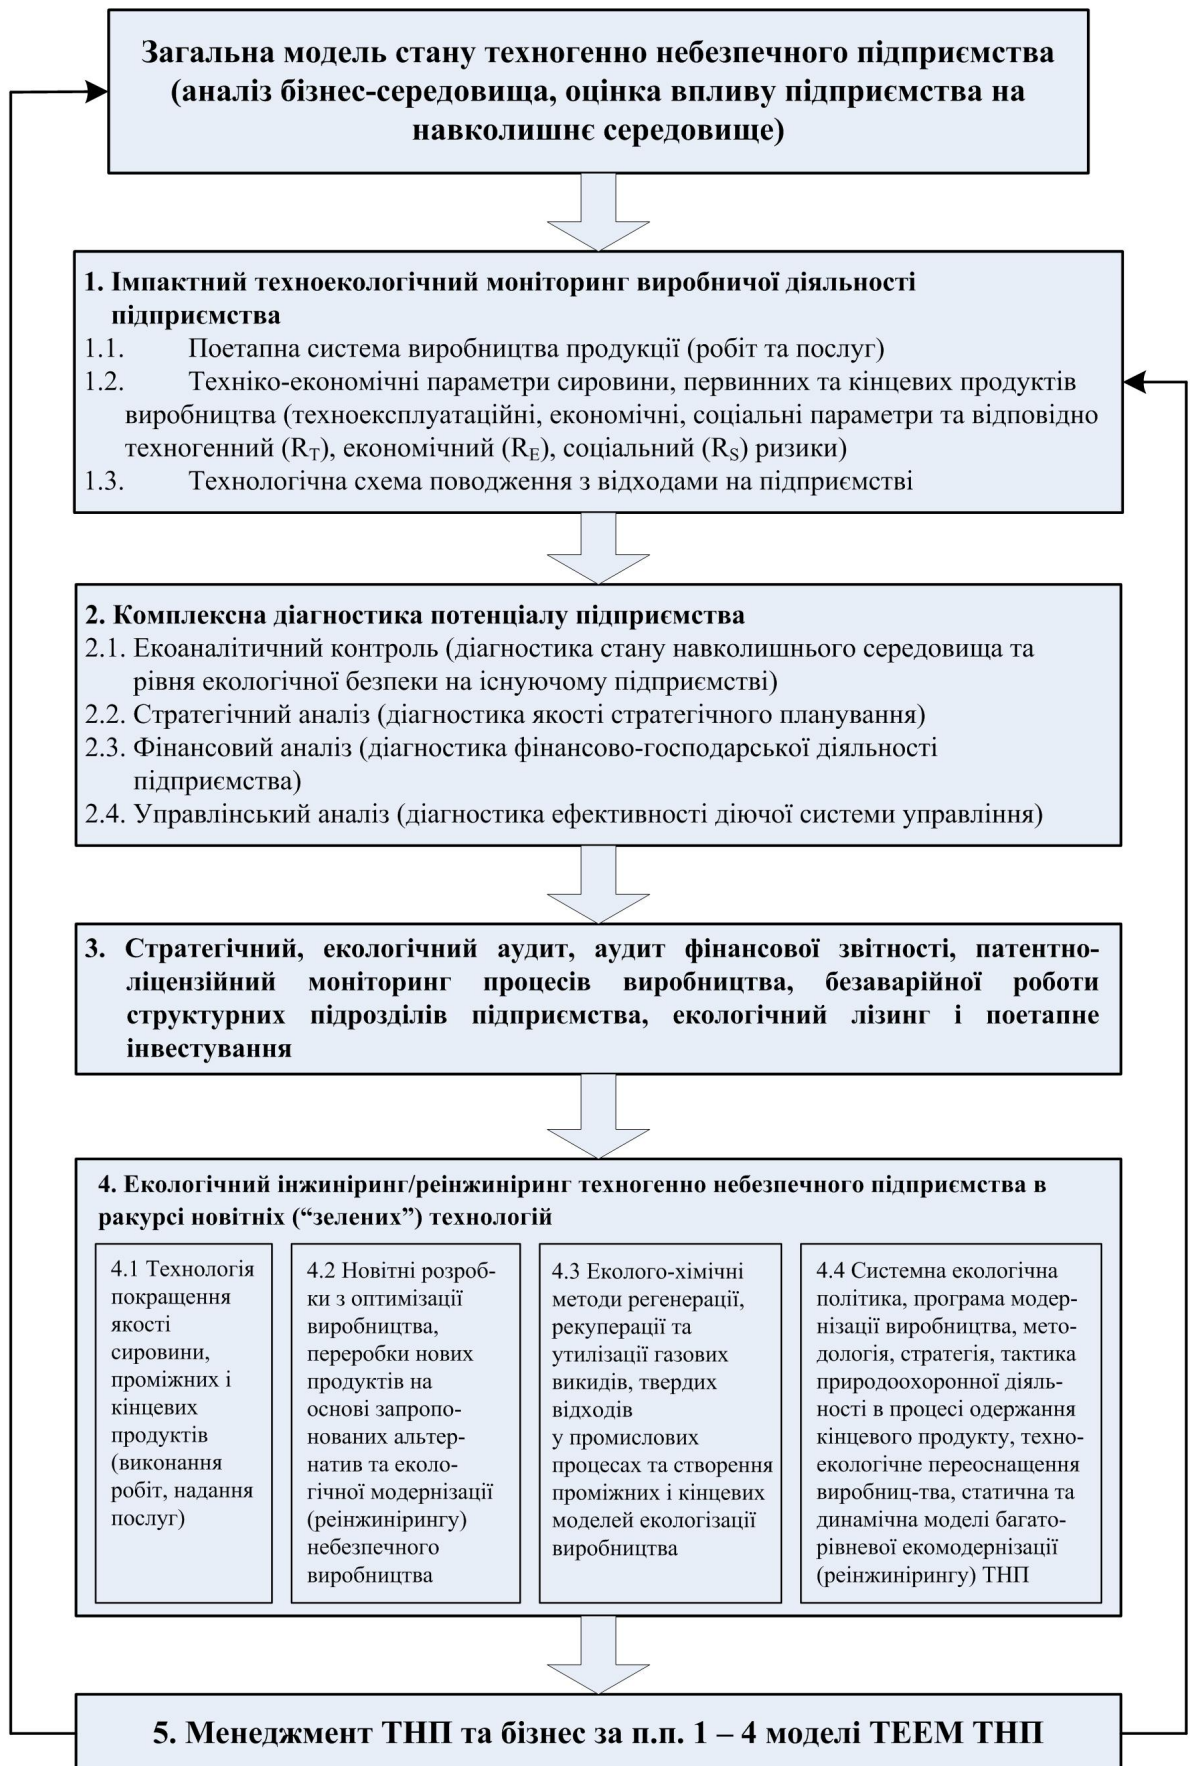 Загальна модель стану техногенно небезпечного підприємства
(аналіз бізнес-середовища, оцінка впливу підприємства на
навколишнє середовище)
1. Імпактний техноекологічний моніторинг виробничої діяльності
підприємства
1.1. Поетапна система виробництва продукції (робіт та послуг)
1.2. Техніко-економічні параметри сировини, первинних та кінцевих продуктів
виробництва (техноексплуатаційні, економічні, соціальні параметри та відповідно
техногенний (R_T), економічний (R_E), соціальний (R_S) ризики)
1.3. Технологічна схема поводження з відходами на підприємстві
2. Комплексна діагностика потенціалу підприємства
2.1. Екоаналітичний контроль (діагностика стану навколишнього середовища та
рівня екологічної безпеки на існуючому підприємстві)
2.2. Стратегічний аналіз (діагностика якості стратегічного планування)
2.3. Фінансовий аналіз (діагностика фінансово-господарської діяльності
підприємства)
2.4. Управлінський аналіз (діагностика ефективності діючої системи управління)
3. Стратегічний, екологічний аудит, аудит фінансової звітності, патентно-
ліцензійний моніторинг процесів виробництва, безаварійної роботи
структурних підрозділів підприємства, екологічний лізинг і поетапне
інвестування
4. Екологічний інжиніринг/реінжиніринг техногенно небезпечного підприємства в
ракурсі новітніх (“зелених”) технологій
4.1 Технологія
покращення
якості
сировини,
проміжних і
кінцевих
продуктів
(виконання
робіт, надання
послуг)
4.2 Новітні розроб-
ки з оптимізації
виробництва,
переробки нових
продуктів на
основі запропо-
нованих альтер-
натив та еколо-
гічної модернізації
(реінжинірингу)
небезпечного
виробництва
4.3 Еколого-хімічні
методи регенерації,
рекуперації та
утилізації газових
викидів, твердих
відходів
у промислових
процесах та створення
проміжних і кінцевих
моделей екологізації
виробництва
4.4 Системна екологічна
політика, програма модер-
нізації виробництва, мето-
дологія, стратегія, тактика
природоохоронної діяль-
ності в процесі одержання
кінцевого продукту, техно-
екологічне переоснащення
виробниц-тва, статична та
динамічна моделі багато-
рівневої екомодернізації
(реінжинірингу) ТНП
5. Менеджмент ТНП та бізнес за п.п. 1 – 4 моделі ТЕЕМ ТНП